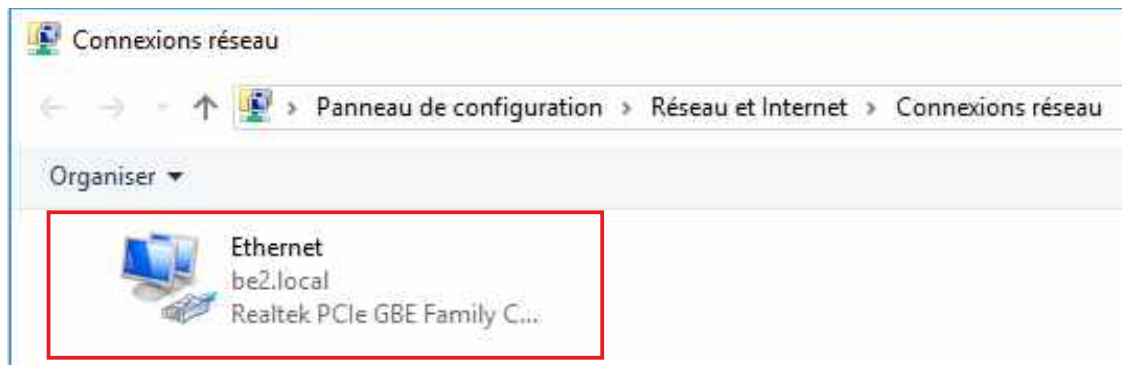 Connexions réseau
Panneau de configuration > Réseau et Internet > Connexions réseau
Organiser
Ethernet
be2.local
Realtek PCIe GBE Family C...